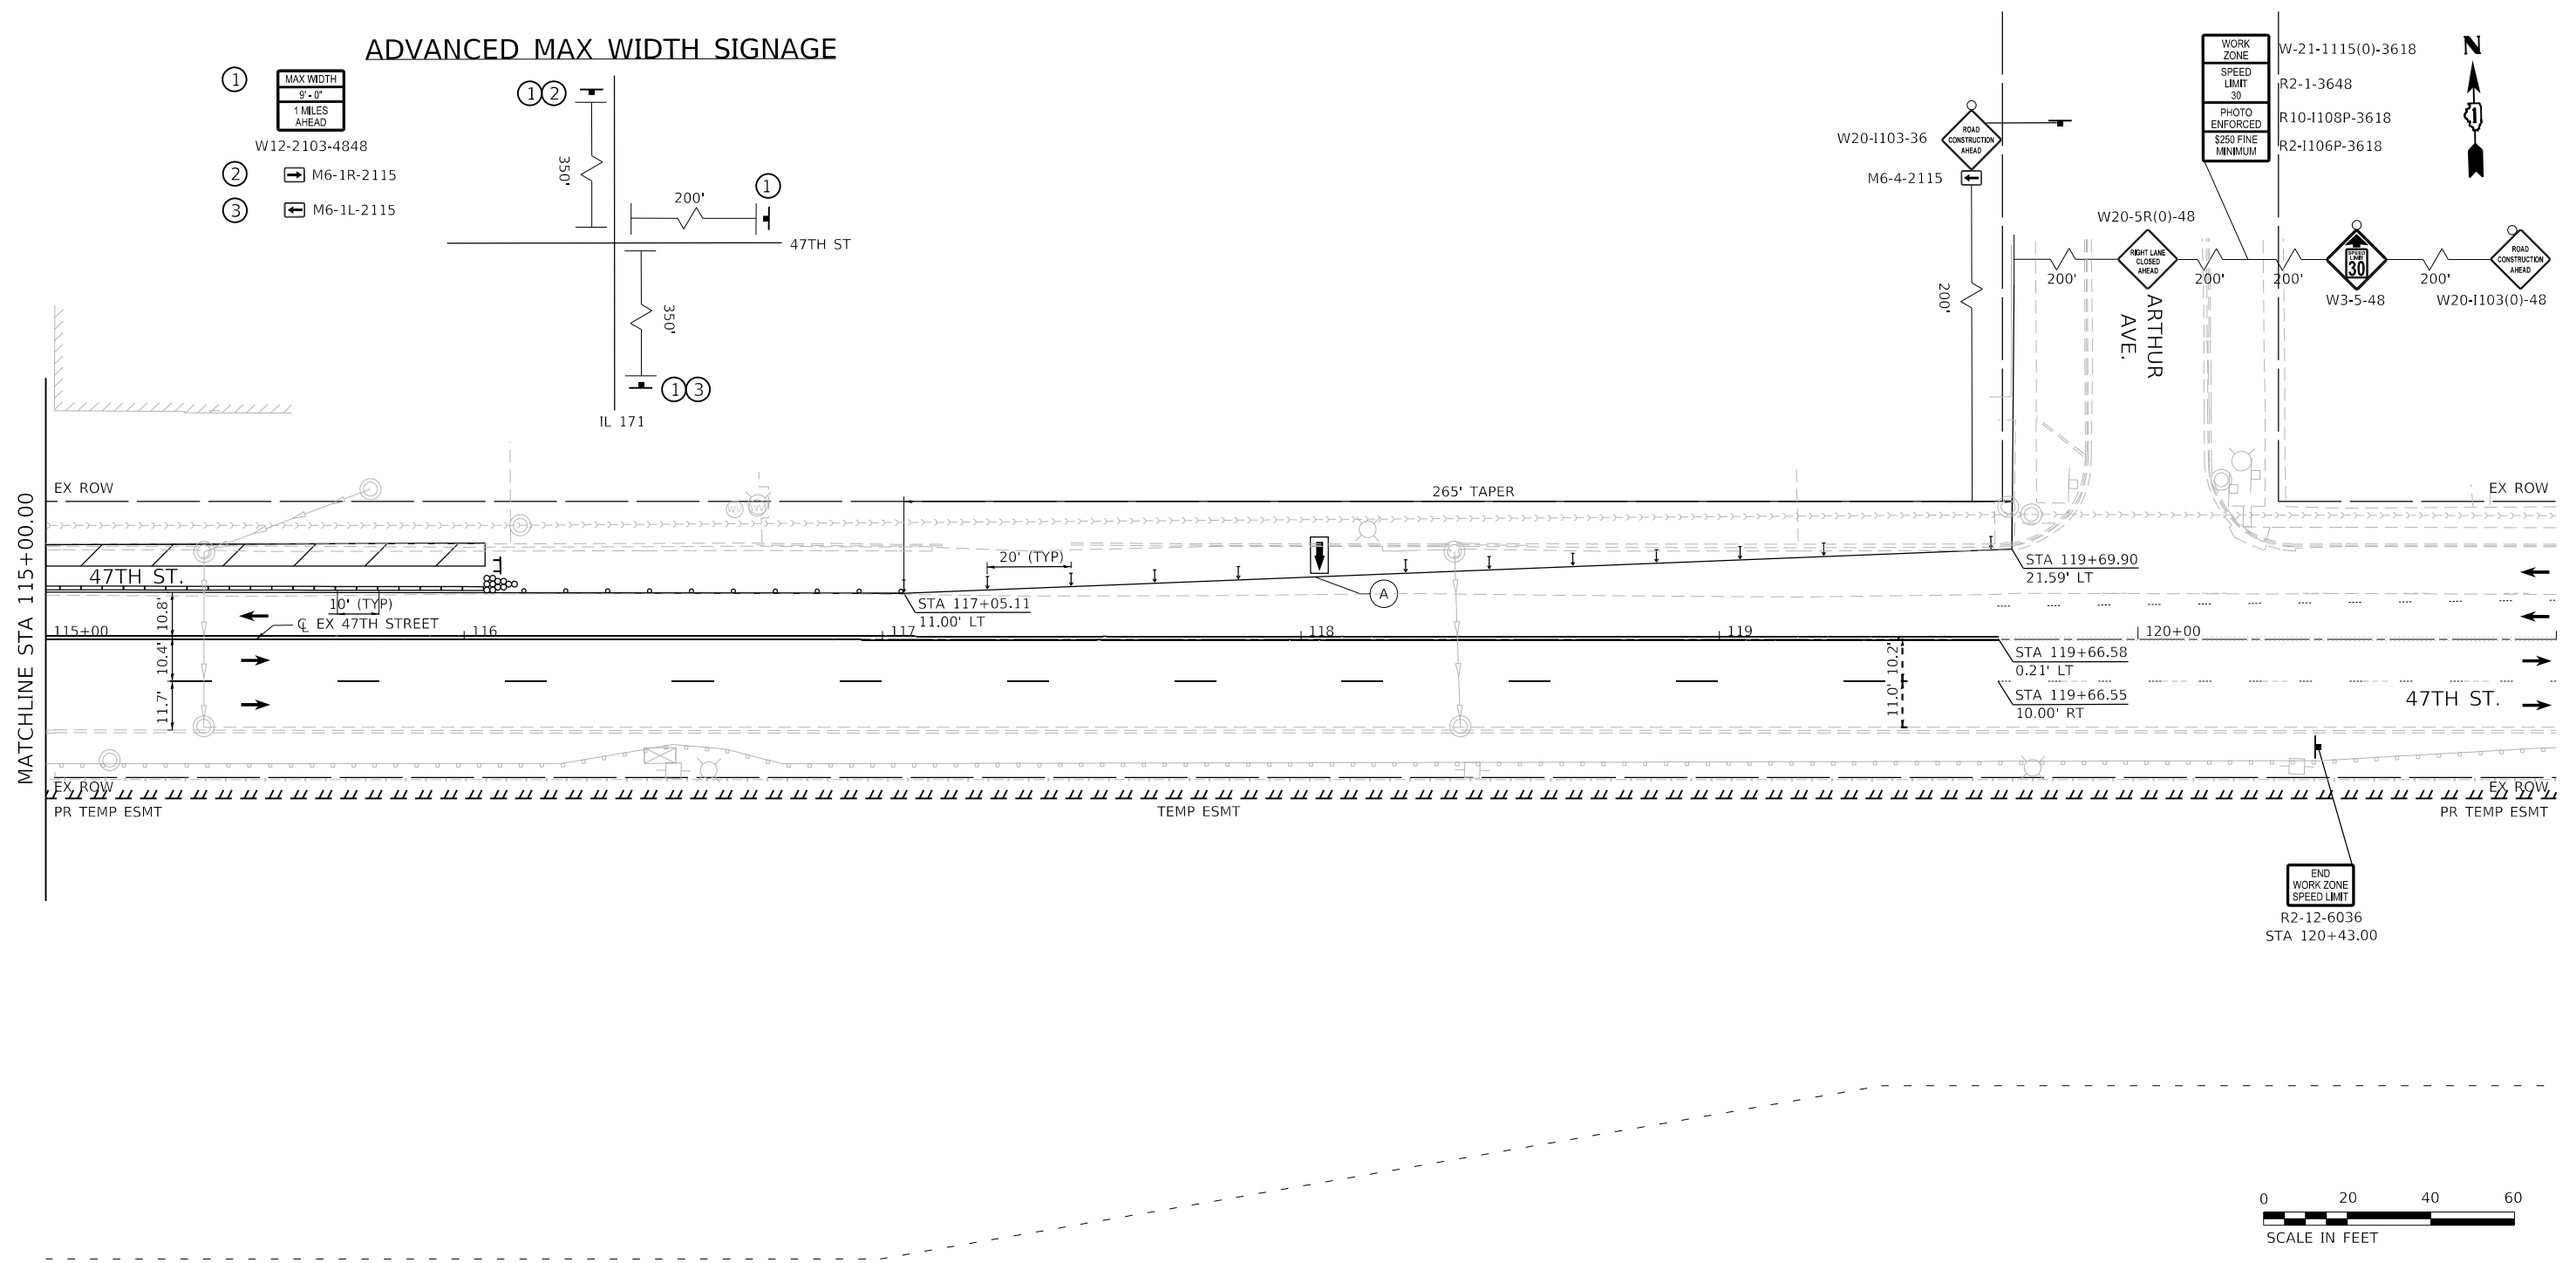 ADVANCED MAX WIDTH SIGNAGE
1
MAX WIDTH
9' - 0"
1 MILES
AHEAD
W12-2103-4848
2
M6-1R-2115
3
M6-1L-2115
1 2
350'
200'
1
47TH ST
350'
1 3
IL 171
W20-I103-36
ROAD
CONSTRUCTION
AHEAD
M6-4-2115
200'
WORK
ZONE
SPEED
LIMIT
30
PHOTO
ENFORCED
$250 FINE
MINIMUM
W-21-1115(0)-3618
R2-1-3648
R10-I108P-3618
R2-I106P-3618
N
1
W20-5R(0)-48
RIGHT LANE
CLOSED
AHEAD
200'
200'
200'
SPEED
LIMIT
30
W3-5-48
200'
ROAD
CONSTRUCTION
AHEAD
W20-I103(0)-48
ARTHUR
AVE.
MATCHLINE STA 115+00.00
EX ROW
265' TAPER
EX ROW
WV
WV
47TH ST.
20' (TYP)
A
STA 119+69.90
21.59' LT
10' (TYP)
STA 117+05.11
11.00' LT
10.8'
℄ EX 47TH STREET
115+00
116
117
118
119
120+00
10.4'
11.7'
10.2'
11.0'
STA 119+66.58
0.21' LT
STA 119+66.55
10.00' RT
47TH ST.
EX ROW
EX ROW
PR TEMP ESMT
TEMP ESMT
PR TEMP ESMT
END
WORK ZONE
SPEED LIMIT
R2-12-6036
STA 120+43.00
0 20 40 60
SCALE IN FEET